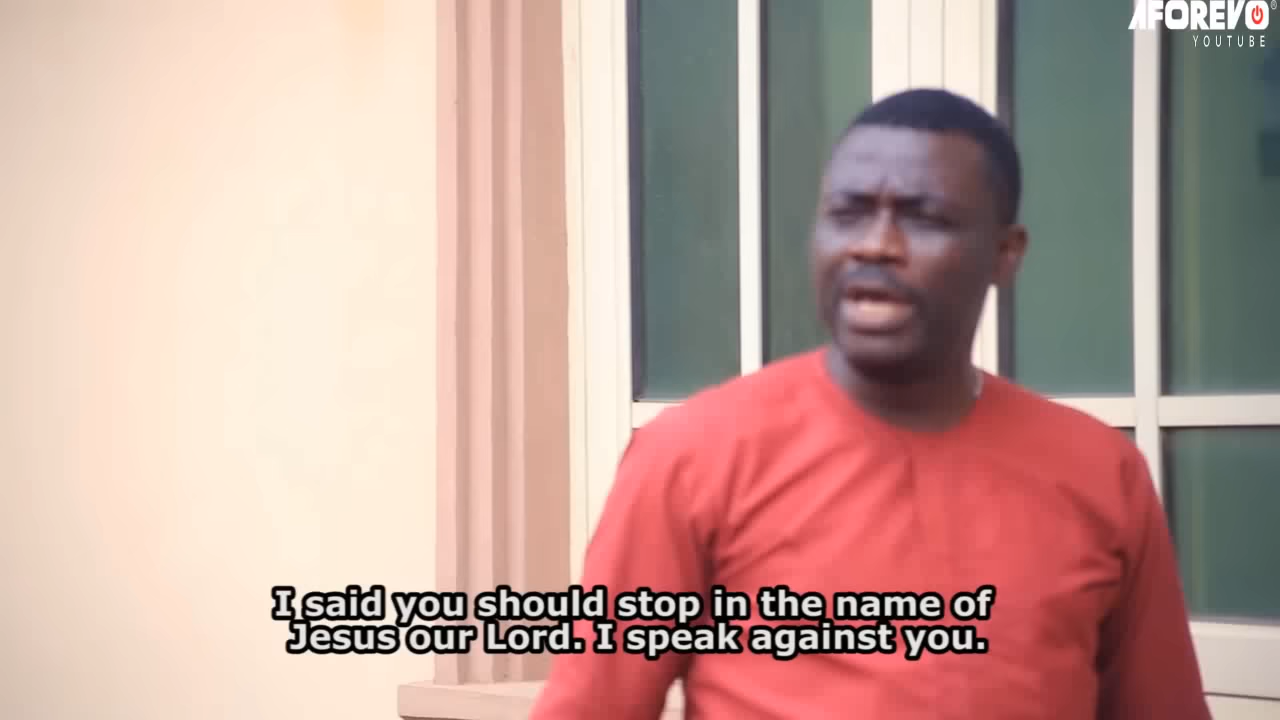 AFOREVO
YOUTUBE
I said you should stop in the name of
Jesus our Lord. I speak against you.